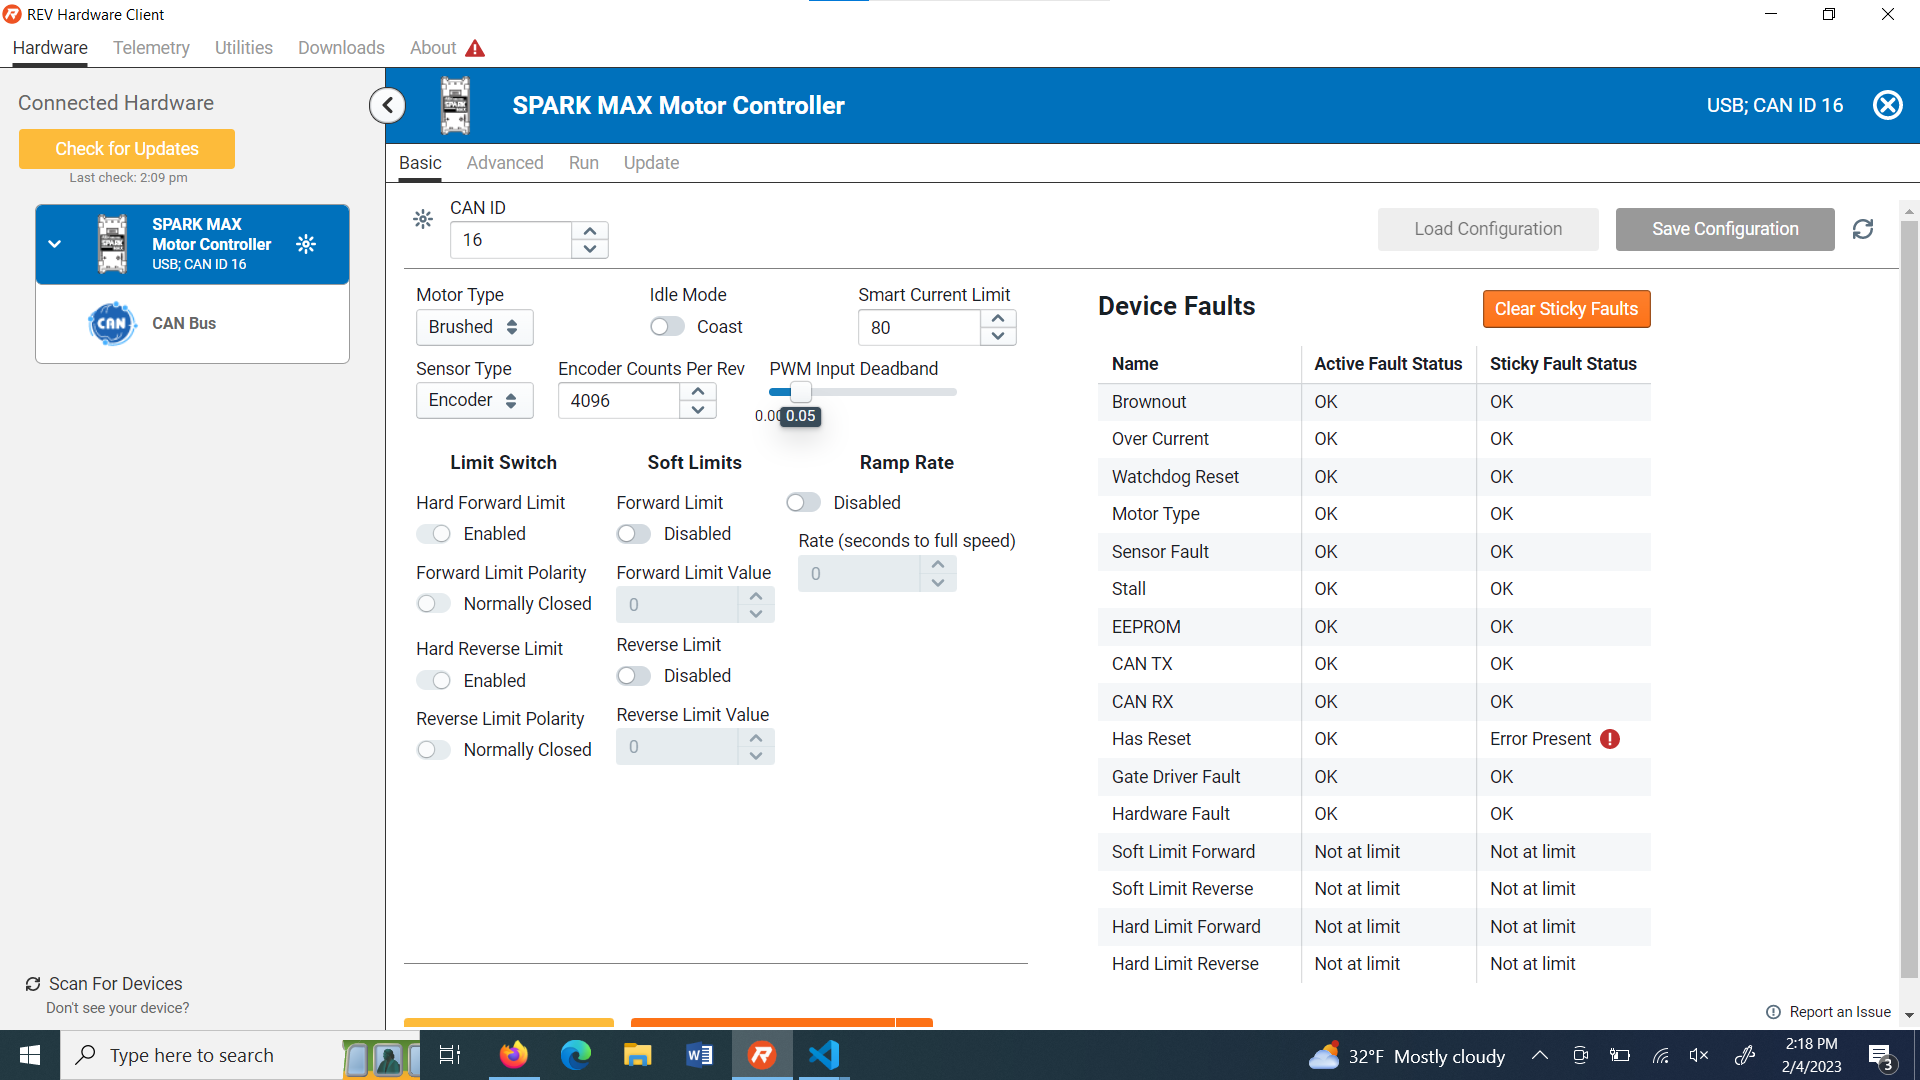 REV Hardware Client
Hardware Telemetry Utilities Downloads About
Connected Hardware
Check for Updates
Last check: 2:09 pm
SPARK MAX
Motor Controller
USB; CAN ID 16
CAN
CAN Bus
Scan For Devices
Don't see your device?
SPARK MAX Motor Controller
USB; CAN ID 16
Basic Advanced Run Update
CAN ID
16
Load Configuration
Save Configuration
Motor Type
Brushed
Idle Mode
Coast
Smart Current Limit
80
Sensor Type
Encoder
Encoder Counts Per Rev
4096
PWM Input Deadband
0.05
Limit Switch
Hard Forward Limit
Enabled
Forward Limit Polarity
Normally Closed
Hard Reverse Limit
Enabled
Reverse Limit Polarity
Normally Closed
Soft Limits
Forward Limit
Disabled
Forward Limit Value
0
Reverse Limit
Disabled
Reverse Limit Value
0
Ramp Rate
Disabled
Rate (seconds to full speed)
0
Device Faults
Clear Sticky Faults
Name Active Fault Status Sticky Fault Status
Brownout OK OK
Over Current OK OK
Watchdog Reset OK OK
Motor Type OK OK
Sensor Fault OK OK
Stall OK OK
EEPROM OK OK
CAN TX OK OK
CAN RX OK OK
Has Reset OK Error Present
Gate Driver Fault OK OK
Hardware Fault OK OK
Soft Limit Forward Not at limit Not at limit
Soft Limit Reverse Not at limit Not at limit
Hard Limit Forward Not at limit Not at limit
Hard Limit Reverse Not at limit Not at limit
Report an Issue
Type here to search
32°F Mostly cloudy
2:18 PM
2/4/2023
3